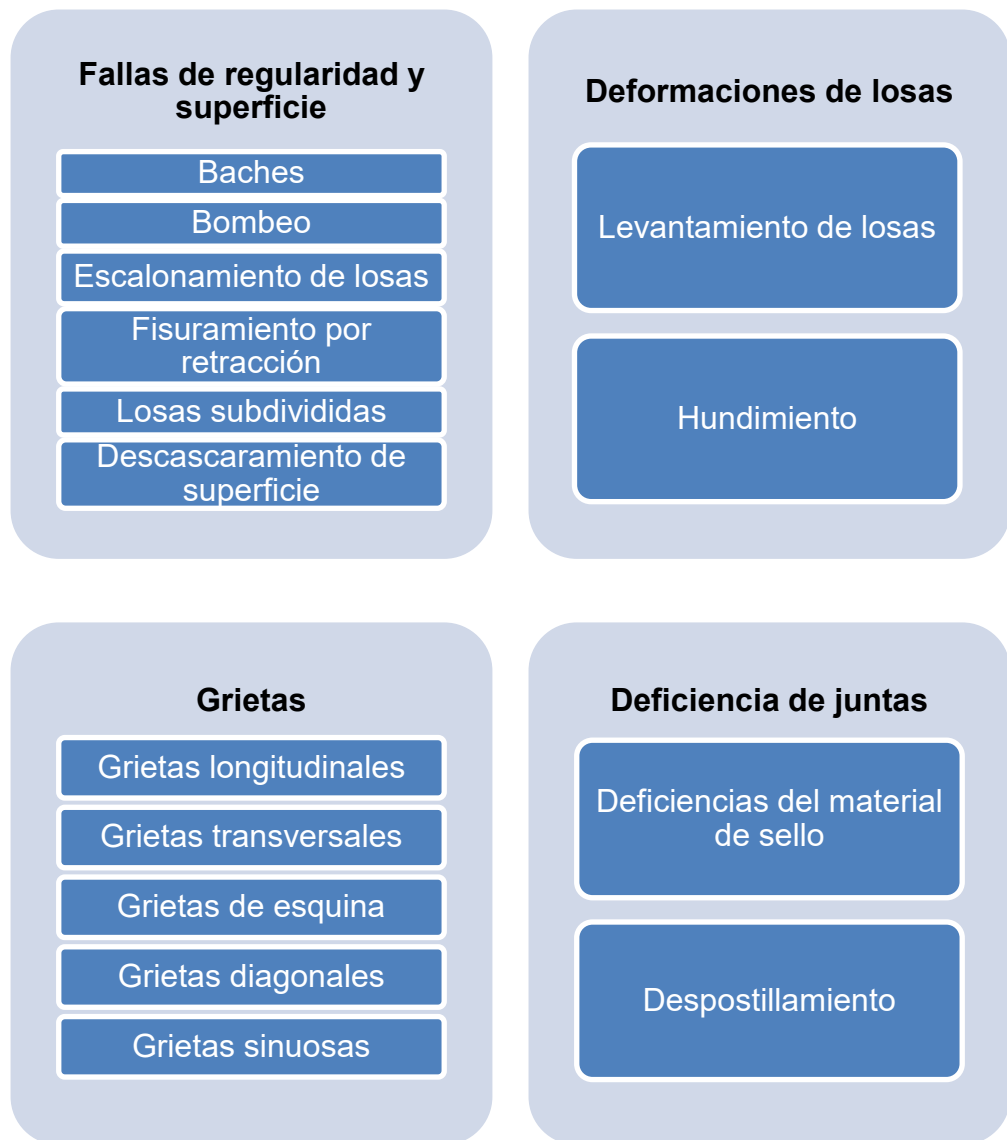 Fallas de regularidad y
superficie
Baches
Bombeo
Escalonamiento de losas
Fisuramiento por
retracción
Losas subdivididas
Descascaramiento de
superficie
Deformaciones de losas
Levantamiento de losas
Hundimiento
Grietas
Grietas longitudinales
Grietas transversales
Grietas de esquina
Grietas diagonales
Grietas sinuosas
Deficiencia de juntas
Deficiencias del material
de sello
Despostillamiento